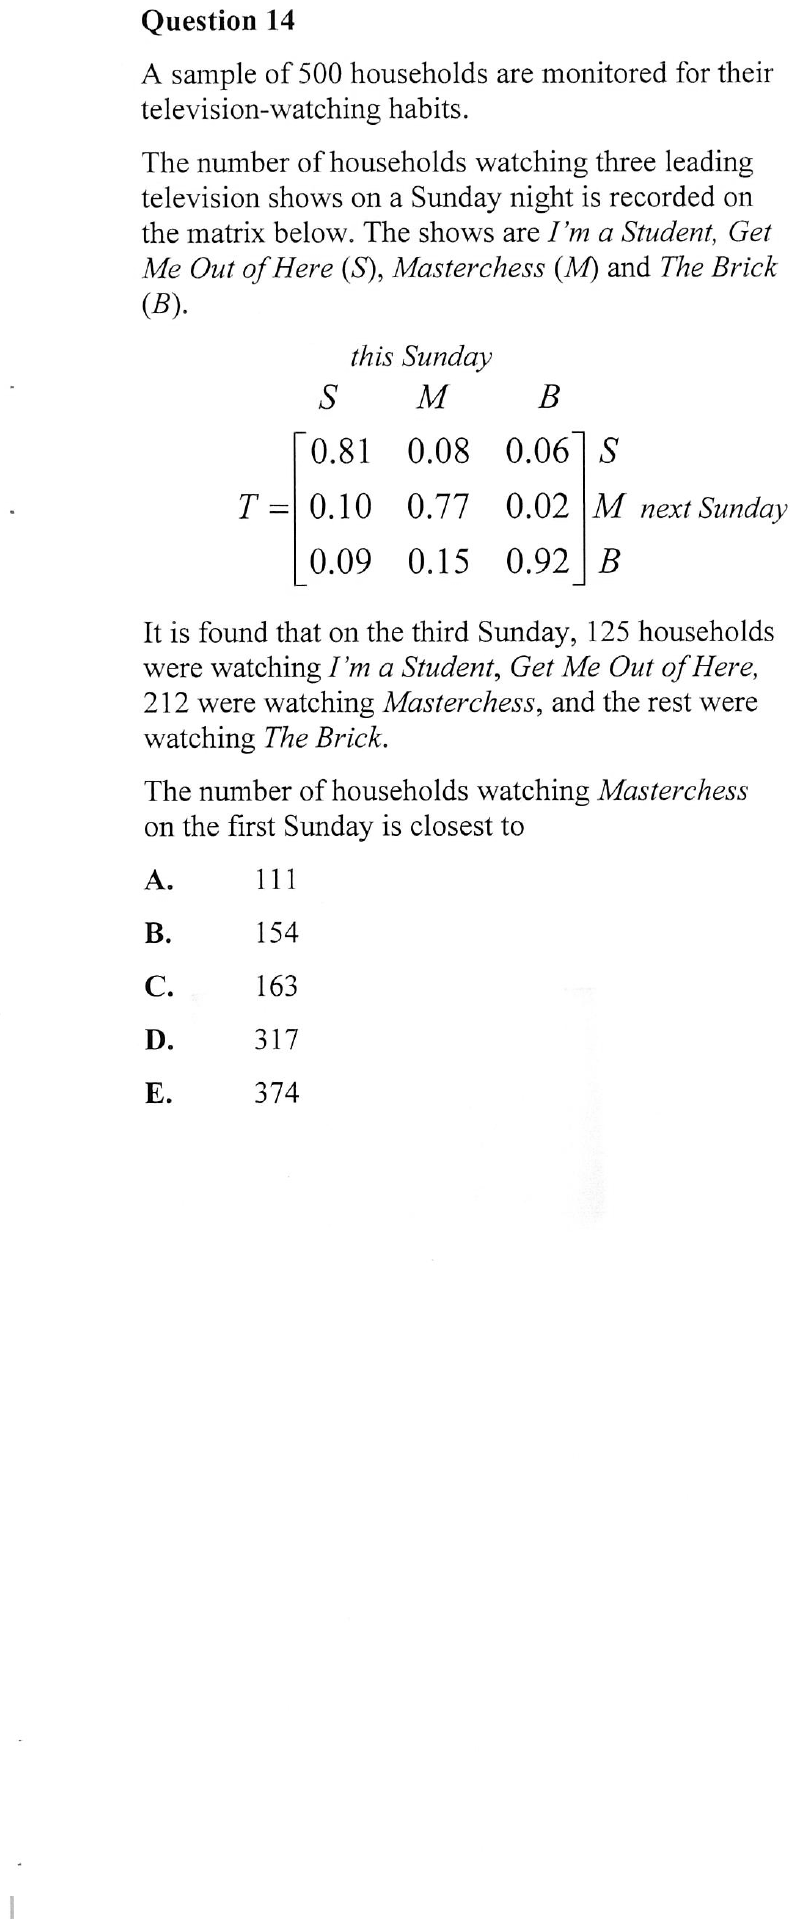 Question 14
A sample of 500 households are monitored for their
television-watching habits.
The number of households watching three leading
television shows on a Sunday night is recorded on
the matrix below. The shows are I'm a Student, Get
Me Out of Here (S), Masterchess (M) and The Brick
(B).
this Sunday
S M B
0.81 0.08 0.06 S
T = 0.10 0.77 0.02 M next Sunday
0.09 0.15 0.92 B
It is found that on the third Sunday, 125 households
were watching I'm a Student, Get Me Out of Here,
212 were watching Masterchess, and the rest were
watching The Brick.
The number of households watching Masterchess
on the first Sunday is closest to
A. 111
B. 154
C. 163
D. 317
E. 374